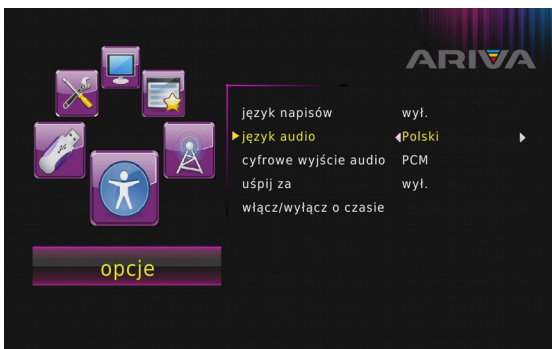 ARIVA
język napisów wył.
język audio Polski
cyfrowe wyjście audio PCM
uśpij za wył.
włącz/wyłącz o czasie
opcje